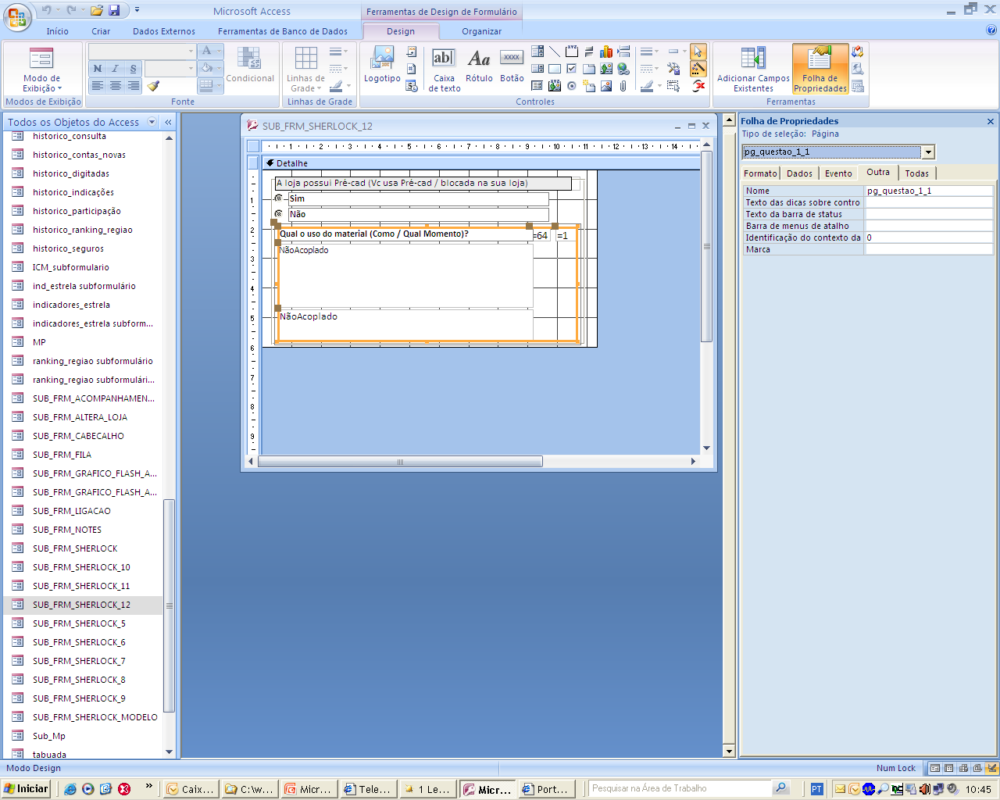 Microsoft Access
Ferramentas de Design de Formulário
Início
Criar
Dados Externos
Ferramentas de Banco de Dados
Design
Organizar
Modo de Exibição
Modos de Exibição
N I S
A
Condicional
Fonte
Linhas de Grade
Linhas de Grade
Logotipo
ab|
Caixa de texto
Aa
Rótulo
xxxx
Botão
Controles
Adicionar Campos Existentes
Folha de Propriedades
Ferramentas
Todos os Objetos do Access
historico_consulta
historico_contas_novas
historico_digitadas
historico_indicações
historico_participação
historico_ranking_regiao
historico_seguros
ICM_subformulario
ind_estrela subformulário
indicadores_estrela
indicadores_estrela subform...
MP
ranking_regiao subformulário
ranking_regiao subformulári...
SUB_FRM_ACOMPANHAMEN...
SUB_FRM_ALTERA_LOJA
SUB_FRM_CABECALHO
SUB_FRM_FILA
SUB_FRM_GRAFICO_FLASH_A...
SUB_FRM_GRAFICO_FLASH_A...
SUB_FRM_LIGACAO
SUB_FRM_NOTES
SUB_FRM_SHERLOCK
SUB_FRM_SHERLOCK_10
SUB_FRM_SHERLOCK_11
SUB_FRM_SHERLOCK_12
SUB_FRM_SHERLOCK_5
SUB_FRM_SHERLOCK_6
SUB_FRM_SHERLOCK_7
SUB_FRM_SHERLOCK_8
SUB_FRM_SHERLOCK_9
SUB_FRM_SHERLOCK_MODELO
Sub_Mp
tabuada
SUB_FRM_SHERLOCK_12
1 2 3 4 5 6 7 8 9 10 11 12 13 14
Detalhe
A loja possui Pré-cad (Vc usa Pré-cad / blocada na sua loja)
Sim
Não
Qual o uso do material (Como / Qual Momento)?
=64
=1
NãoAcoplado
NãoAcoplado
1
2
3
4
5
6
7
8
9
Folha de Propriedades
Tipo de seleção: Página
pg_questao_1_1
Formato
Dados
Evento
Outra
Todas
Nome pg_questao_1_1
Texto das dicas sobre contro
Texto da barra de status
Barra de menus de atalho
Identificação do contexto da 0
Marca
Modo Design
Num Lock
Iniciar
Caix...
C:\w...
Micr...
Tele...
1 Le...
Micr...
Port...
Pesquisar na Área de Trabalho
PT
10:45